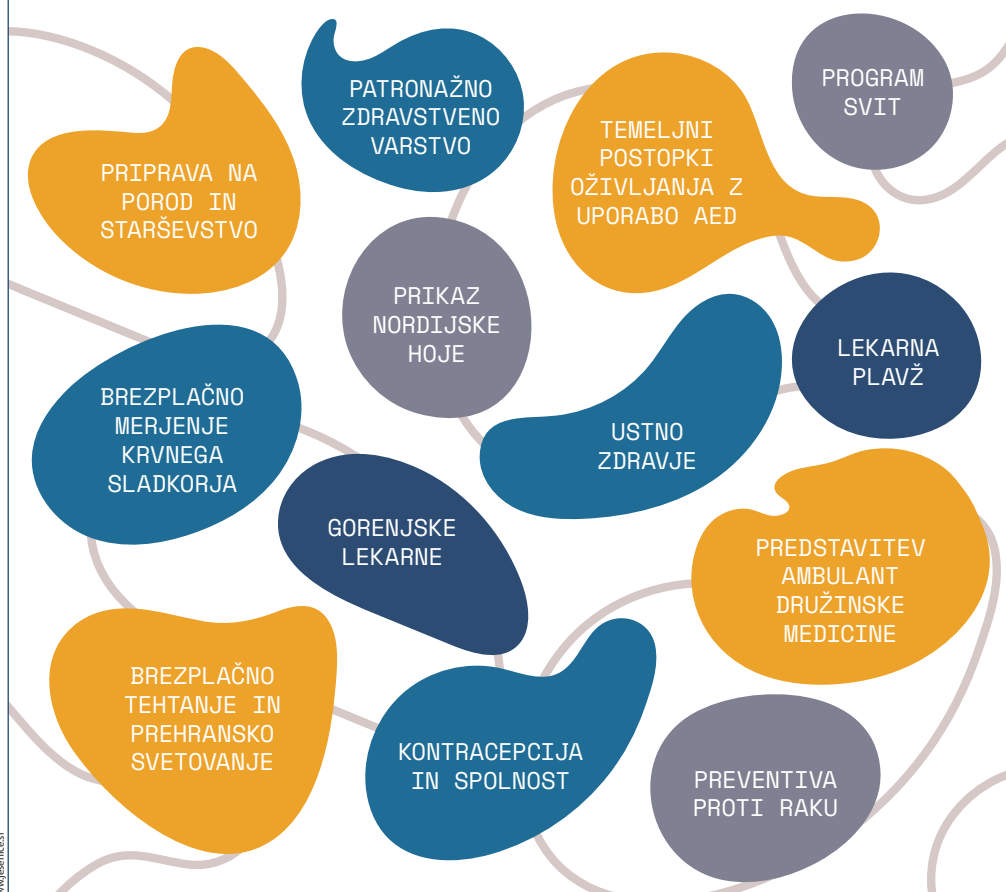 PATRONAŽNO
ZDRAVSTVENO
VARSTVO
PROGRAM
SVIT
TEMELJNI
POSTOPKI
OŽIVLJANJA Z
UPORABO AED
PRIPRAVA NA
POROD IN
STARŠEVSTVO
PRIKAZ
NORDIJSKE
HOJE
LEKARNA
PLAVŽ
BREZPLAČNO
MERJENJE
KRVNEGA
SLADKORJA
USTNO
ZDRAVJE
GORENJSKE
LEKARNE
PREDSTAVITEV
AMBULANT
DRUŽINSKE
MEDICINE
BREZPLAČNO
TEHTANJE IN
PREHRANSKO
SVETOVANJE
KONTRACEPCIJA
IN SPOLNOST
PREVENTIVA
PROTI RAKU